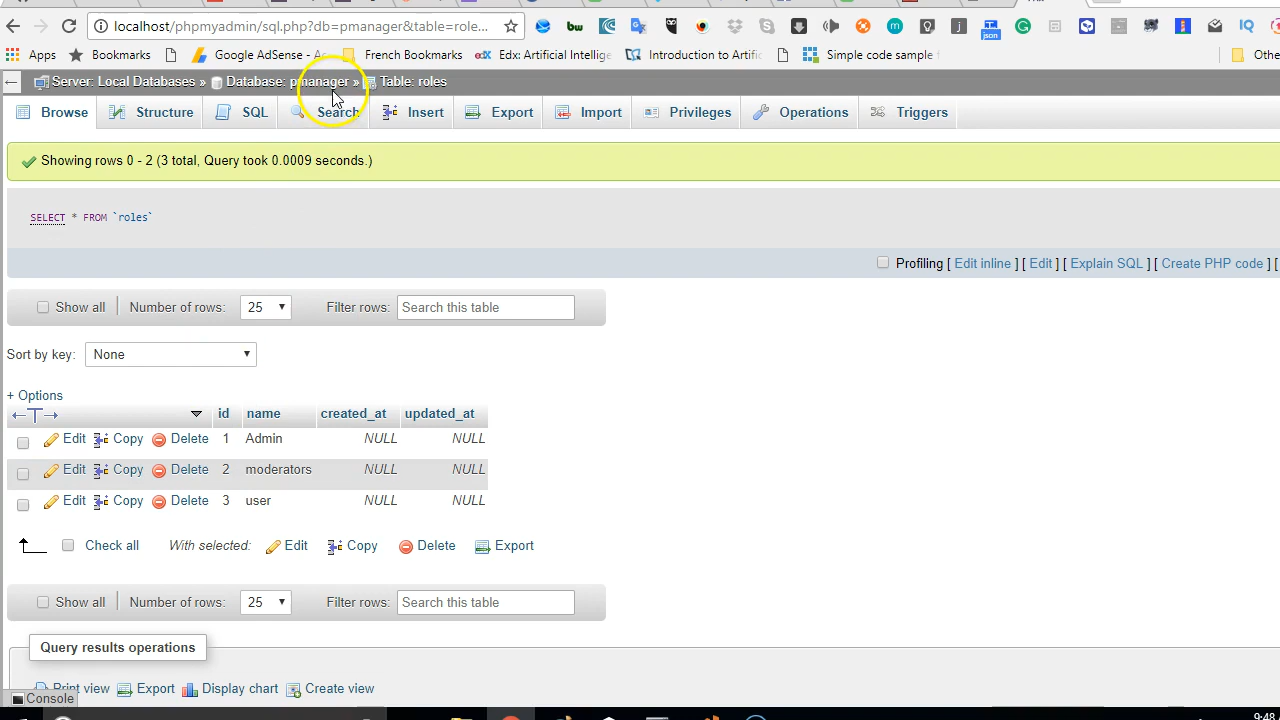 localhost/phpmyadmin/sql.php?db=pmanager&table=role...
Apps Bookmarks Google AdSense - Ac French Bookmarks Edx: Artificial Intellige Introduction to Artific Simple code sample f Othe
Server: Local Databases » Database: pmanager » Table: roles
Browse Structure SQL Search Insert Export Import Privileges Operations Triggers
Showing rows 0 - 2 (3 total, Query took 0.0009 seconds.)
SELECT * FROM `roles`
Profiling [ Edit inline ] [ Edit ] [ Explain SQL ] [ Create PHP code ] [
Show all Number of rows: 25 Filter rows: Search this table
Sort by key: None
+ Options
←T→ id name created_at updated_at
Edit Copy Delete 1 Admin NULL NULL
Edit Copy Delete 2 moderators NULL NULL
Edit Copy Delete 3 user NULL NULL
Check all With selected: Edit Copy Delete Export
Show all Number of rows: 25 Filter rows: Search this table
Query results operations
Print view Export Display chart Create view
Console
9:48